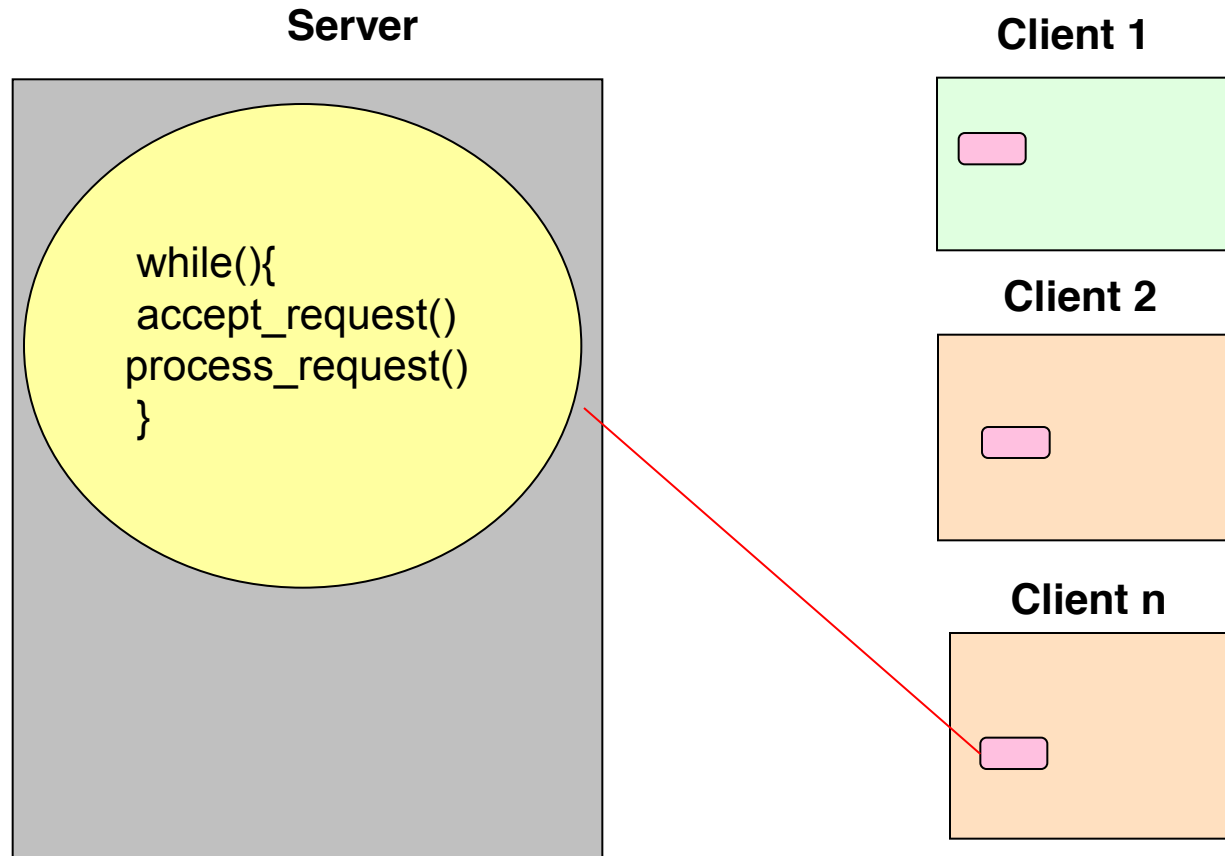 Server
while(){
accept_request()
process_request()
}
Client 1
Client 2
Client n